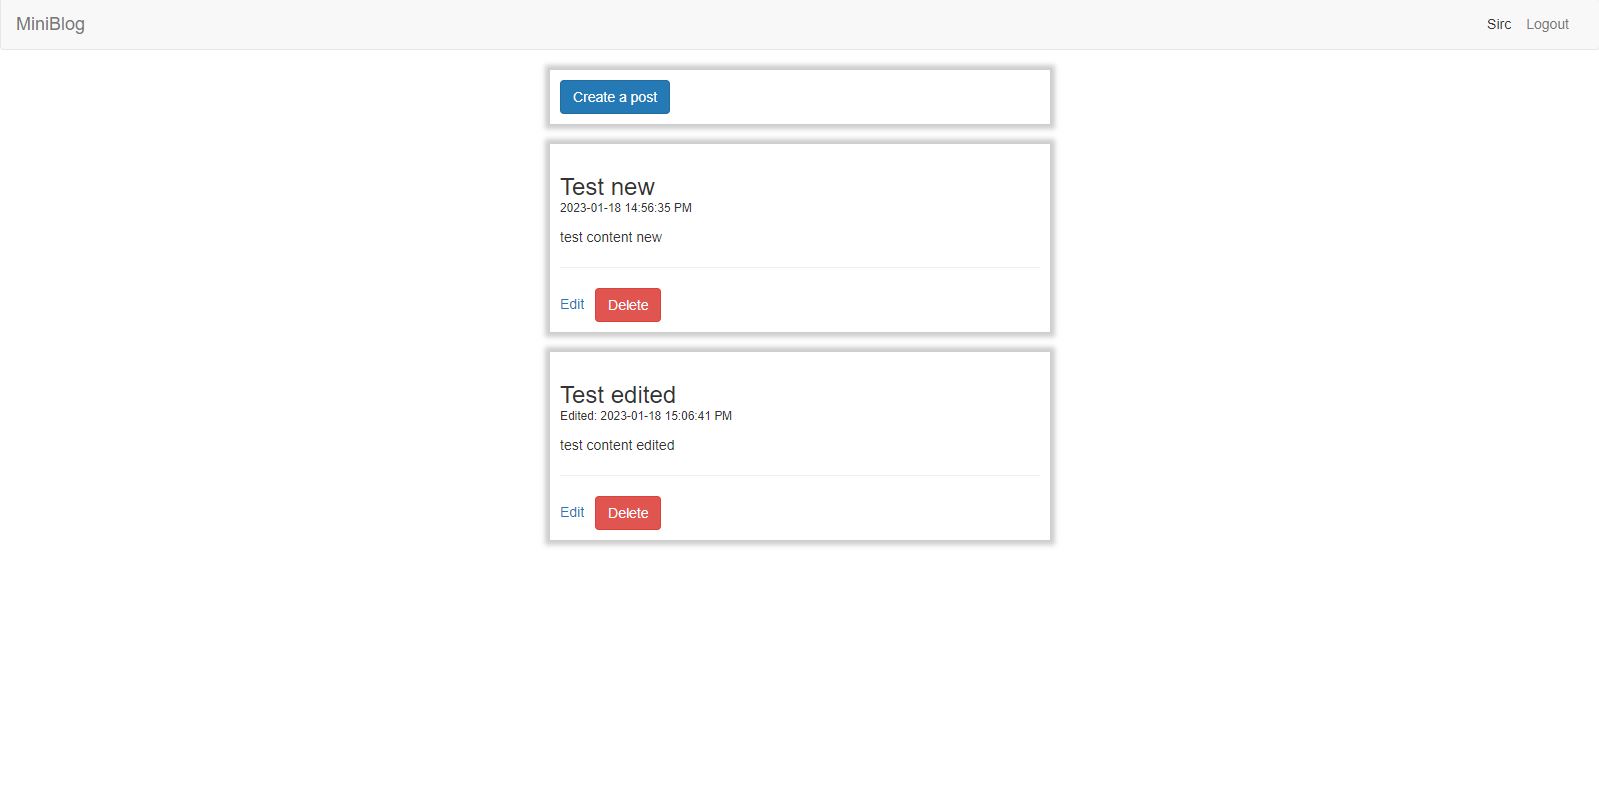 MiniBlog
Sirc Logout
Create a post
Test new
2023-01-18 14:56:35 PM
test content new
Edit Delete
Test edited
Edited: 2023-01-18 15:06:41 PM
test content edited
Edit Delete